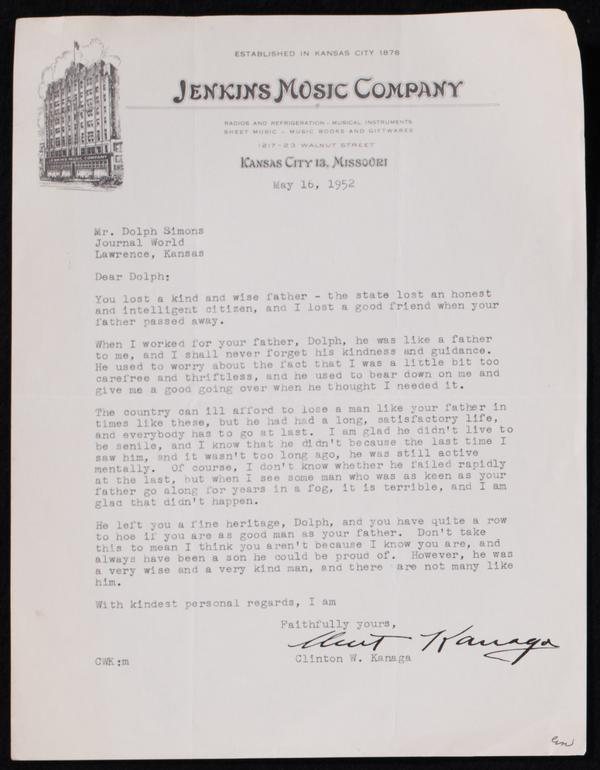 ESTABLISHED IN KANSAS CITY 1878
JENKINS MUSIC COMPANY
RADIOS AND REFRIGERATION - MUSICAL INSTRUMENTS
SHEET MUSIC - MUSIC BOOKS AND GIFTWARES
1217-23 WALNUT STREET
KANSAS CITY 13, MISSOURI
JENKINS MUSIC COMPANY
May 16, 1952
Mr. Dolph Simons
Journal World
Lawrence, Kansas
Dear Dolph:
You lost a kind and wise father - the state lost an honest
and intelligent citizen, and I lost a good friend when your
father passed away.
When I worked for your father, Dolph, he was like a father
to me, and I shall never forget his kindness and guidance.
He used to worry about the fact that I was a little bit too
carefree and thriftless, and he used to bear down on me and
give me a good going over when he thought I needed it.
The country can ill afford to lose a man like your father in
times like these, but he had had a long, satisfactory life,
and everybody has to go at last. I am glad he didn't live to
be senile, and I know that he didn't because the last time I
saw him, and it wasn't too long ago, he was still active
mentally. Of course, I don't know whether he failed rapidly
at the last, but when I see some man who was as keen as your
father go along for years in a fog, it is terrible, and I am
glad that didn't happen.
He left you a fine heritage, Dolph, and you have quite a row
to hoe if you are as good man as your father. Don't take
this to mean I think you aren't because I know you are, and
always have been a son he could be proud of. However, he was
a very wise and a very kind man, and there are not many like
him.
With kindest personal regards, I am
Faithfully yours,
Clint Kanaga
Clinton W. Kanaga
CWK:m